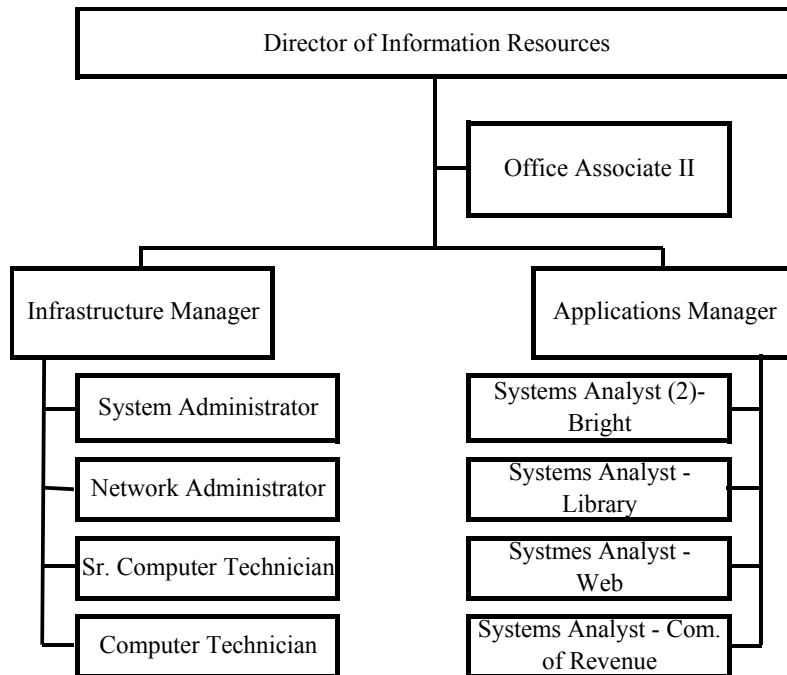 Director of Information Resources
Office Associate II
Infrastructure Manager
Applications Manager
System Administrator
Systems Analyst (2)-
Bright
Network Administrator
Systems Analyst -
Library
Sr. Computer Technician
Systmes Analyst -
Web
Computer Technician
Systems Analyst - Com.
of Revenue